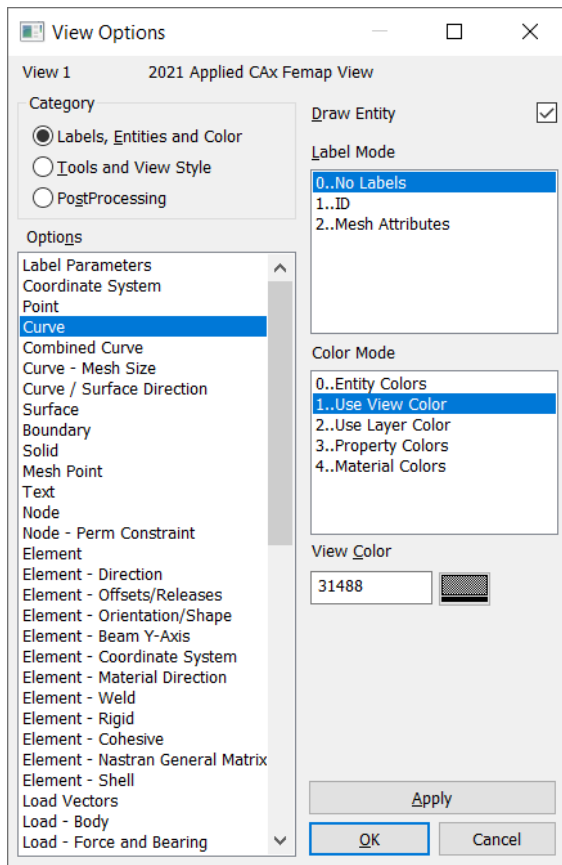 View Options
View 1 2021 Applied CAx Femap View
Category
Labels, Entities and Color
Tools and View Style
PostProcessing
Options
Label Parameters
Coordinate System
Point
Curve
Combined Curve
Curve - Mesh Size
Curve / Surface Direction
Surface
Boundary
Solid
Mesh Point
Text
Node
Node - Perm Constraint
Element
Element - Direction
Element - Offsets/Releases
Element - Orientation/Shape
Element - Beam Y-Axis
Element - Coordinate System
Element - Material Direction
Element - Weld
Element - Rigid
Element - Cohesive
Element - Nastran General Matrix
Element - Shell
Load Vectors
Load - Body
Load - Force and Bearing
Draw Entity
Label Mode
0..No Labels
1..ID
2..Mesh Attributes
Color Mode
0..Entity Colors
1..Use View Color
2..Use Layer Color
3..Property Colors
4..Material Colors
View Color
31488
Apply
OK Cancel